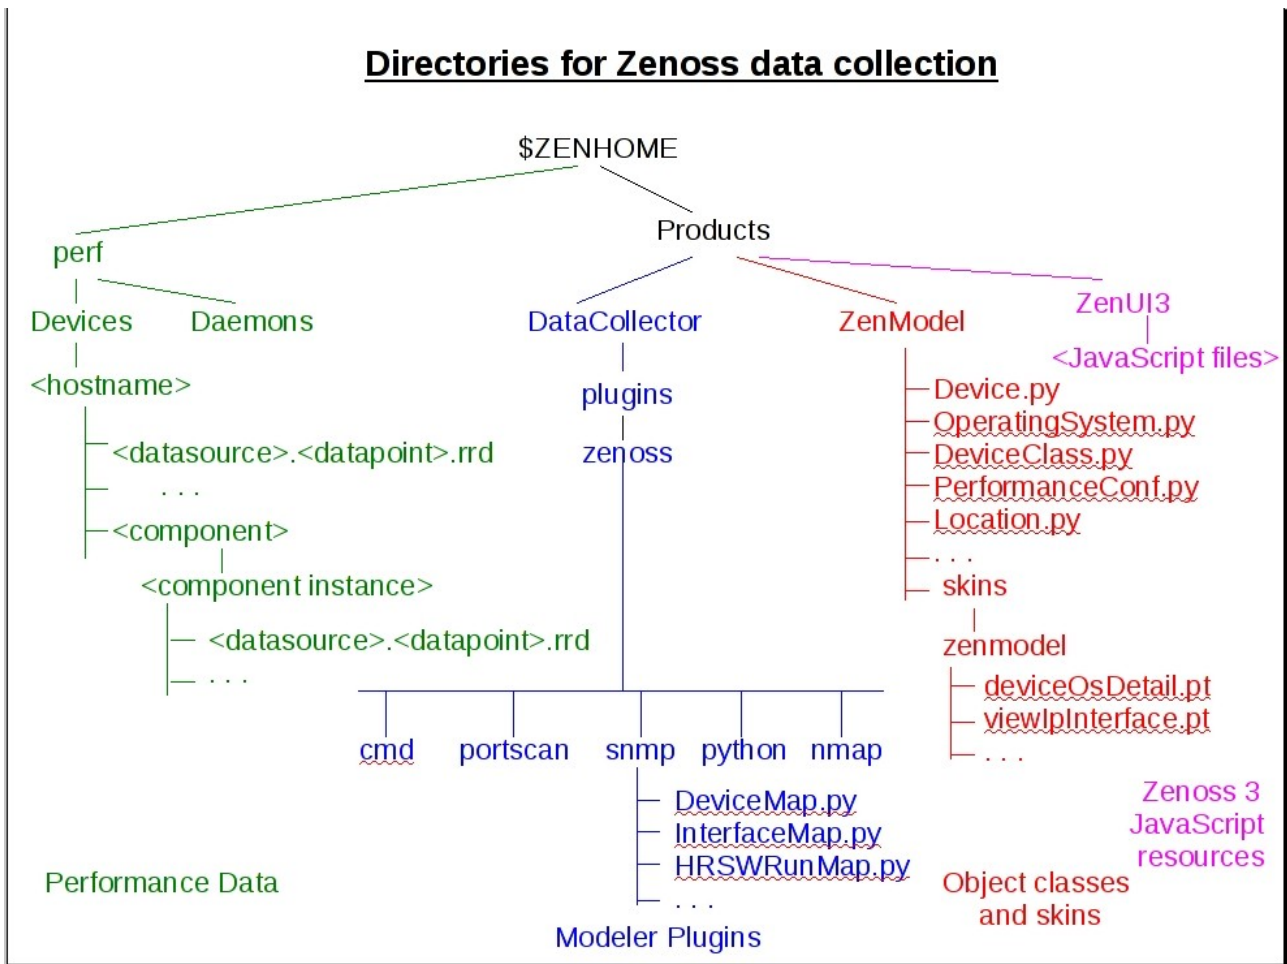 Directories for Zenoss data collection
$ZENHOME
Products
perf
Devices
Daemons
<hostname>
<datasource>.<datapoint>.rrd
. . .
<component>
<component instance>
<datasource>.<datapoint>.rrd
. . .
DataCollector
plugins
zenoss
cmd
portscan
snmp
python
nmap
DeviceMap.py
InterfaceMap.py
HRSWRunMap.py
. . .
ZenModel
Device.py
OperatingSystem.py
DeviceClass.py
PerformanceConf.py
Location.py
. . .
skins
zenmodel
deviceOsDetail.pt
viewIpInterface.pt
. . .
ZenUI3
<JavaScript files>
Zenoss 3
JavaScript
resources
Performance Data
Modeler Plugins
Object classes
and skins